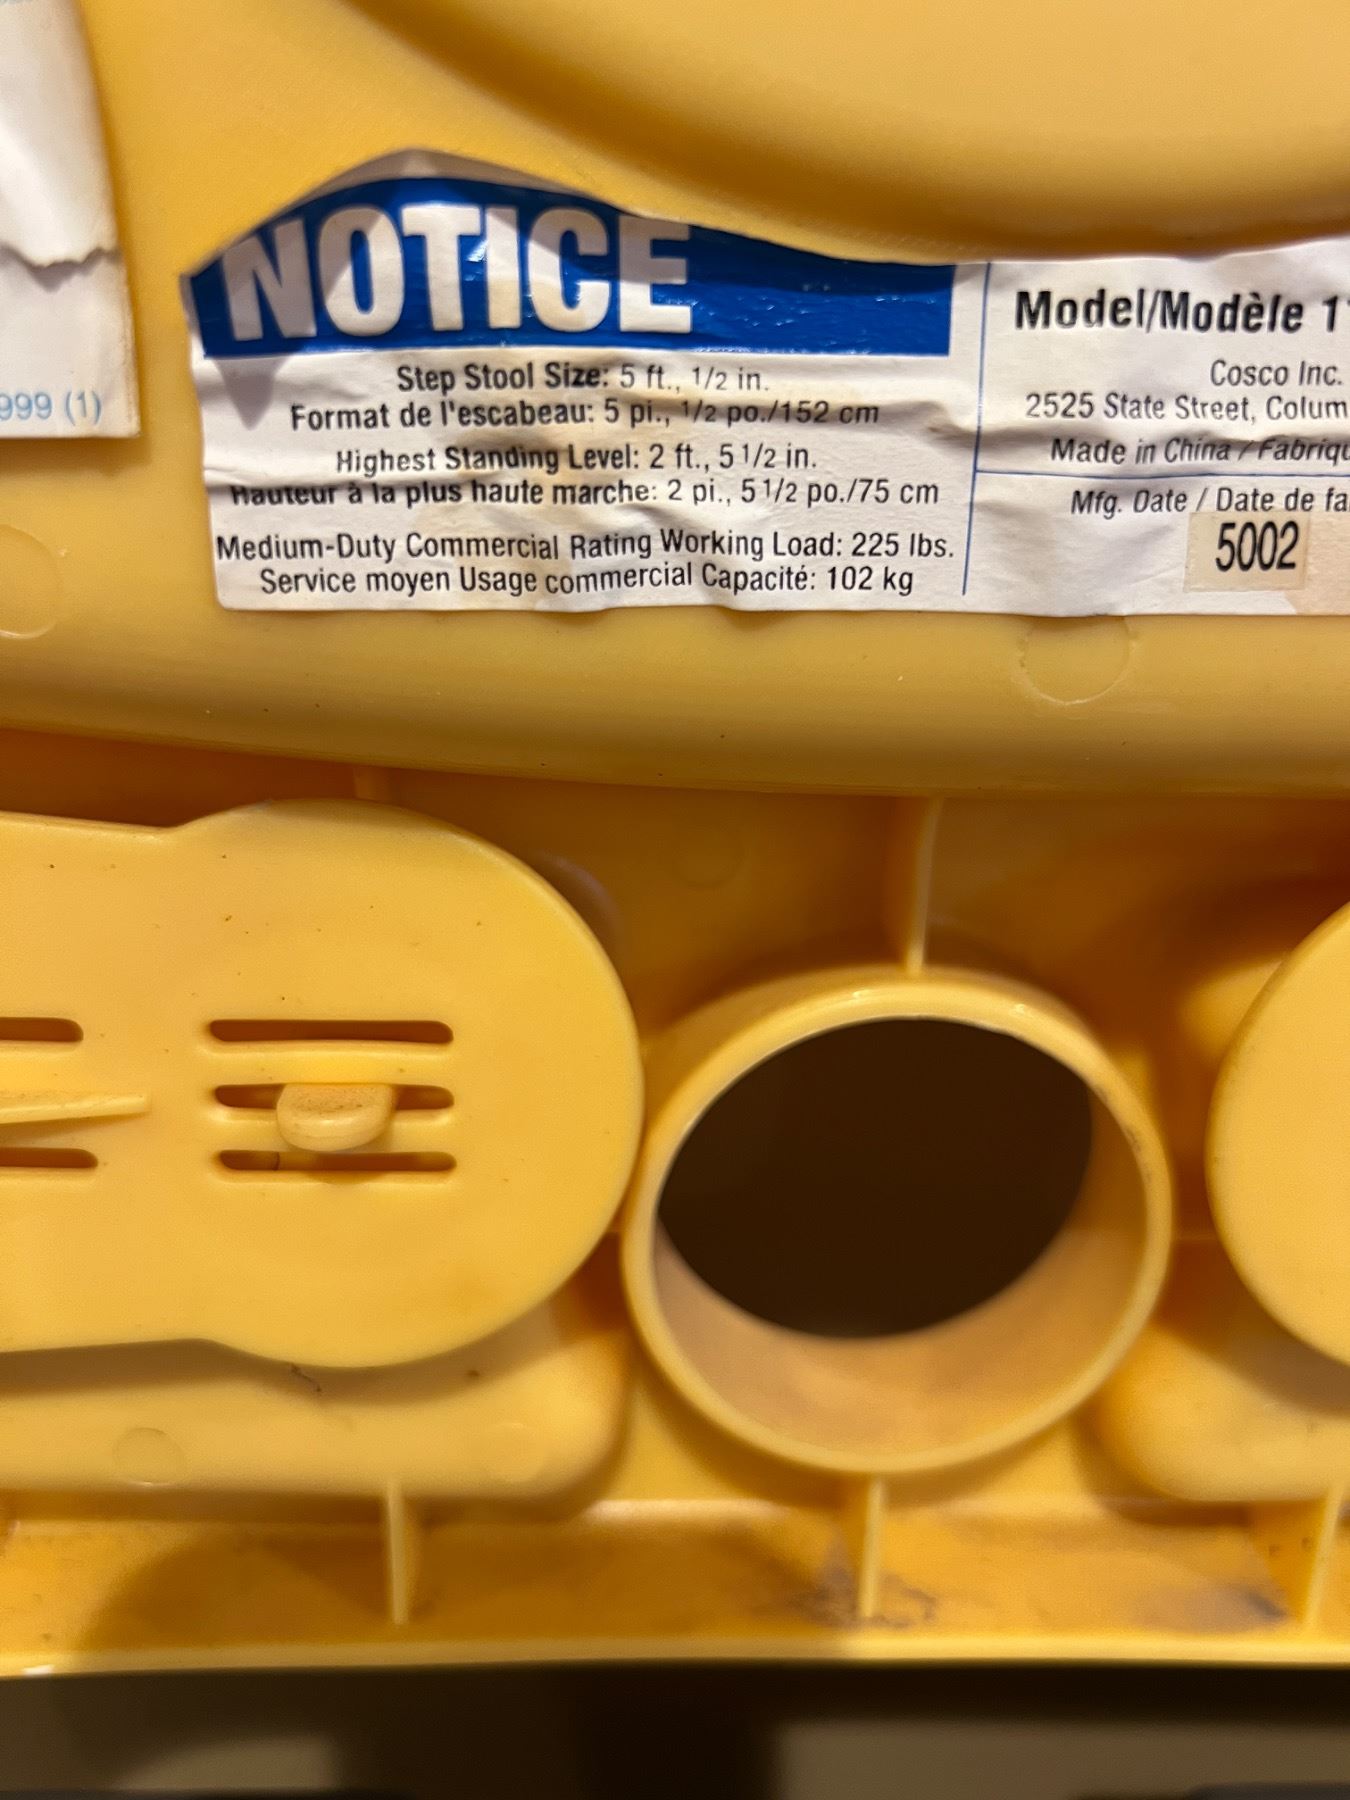 NOTICE
Step Stool Size: 5 ft., 1/2 in.
Format de l'escabeau: 5 pi., 1/2 po./152 cm
Highest Standing Level: 2 ft., 5 1/2 in.
Hauteur à la plus haute marche: 2 pi., 5 1/2 po./75 cm
Medium-Duty Commercial Rating Working Load: 225 lbs.
Service moyen Usage commercial Capacité: 102 kg
Model/Modèle
Cosco Inc.
2525 State Street, Colum
Made in China / Fabriqu
Mfg. Date / Date de fa
5002
999 (1)